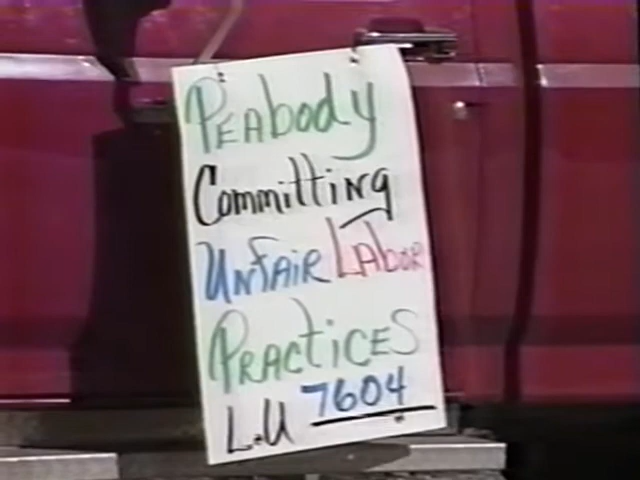 Peabody
Committing
Unfair Labor
Practices
L.U 7604